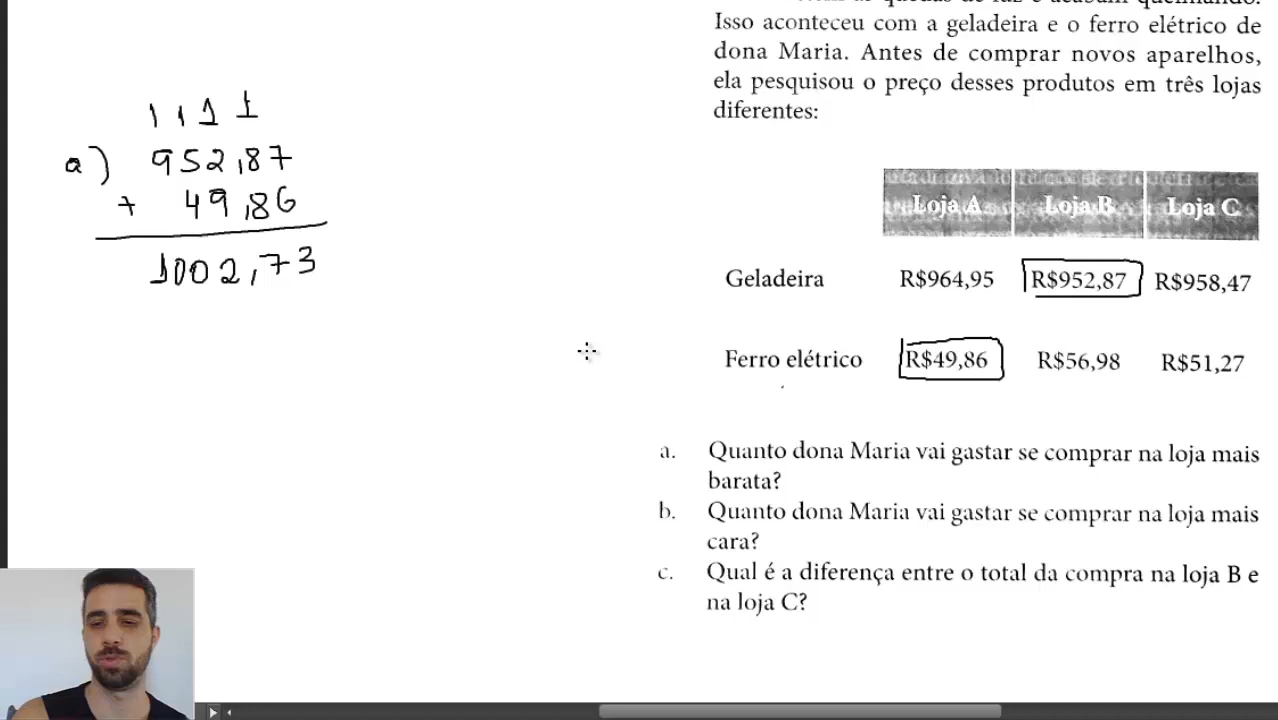 Isso aconteceu com a geladeira e o ferro elétrico de
dona Maria. Antes de comprar novos aparelhos,
ela pesquisou o preço desses produtos em três lojas
diferentes:
Loja A Loja B Loja C
Geladeira R$964,95 R$952,87 R$958,47
Ferro elétrico R$49,86 R$56,98 R$51,27
a. Quanto dona Maria vai gastar se comprar na loja mais
barata?
b. Quanto dona Maria vai gastar se comprar na loja mais
cara?
c. Qual é a diferença entre o total da compra na loja B e
na loja C?
1 1 1 1
a) 952,87
+ 49,86
1002,73